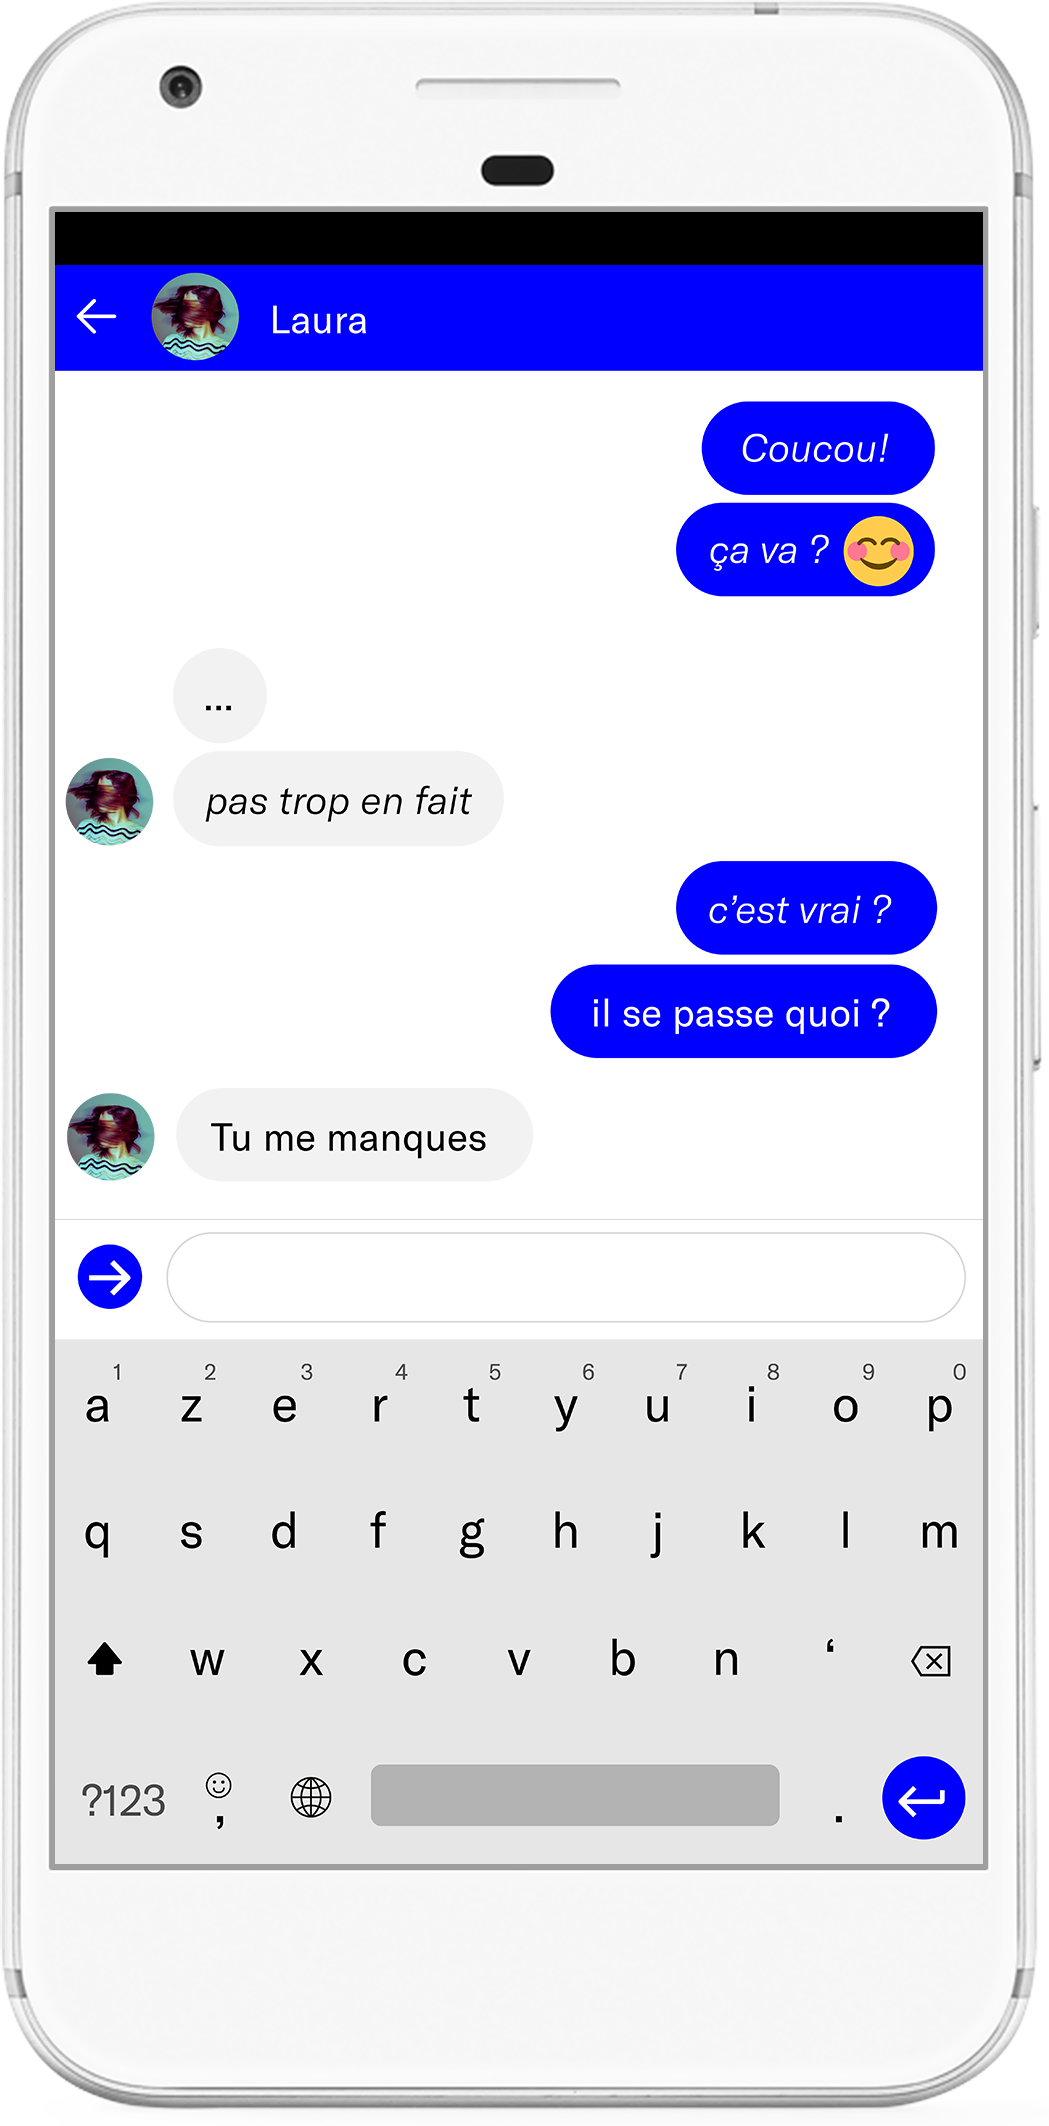 Laura
Coucou!
ça va ? 😊
...
pas trop en fait
c’est vrai ?
il se passe quoi ?
Tu me manques
1 2 3 4 5 6 7 8 9 0
a z e r t y u i o p
q s d f g h j k l m
w x c v b n ‘
?123 , .